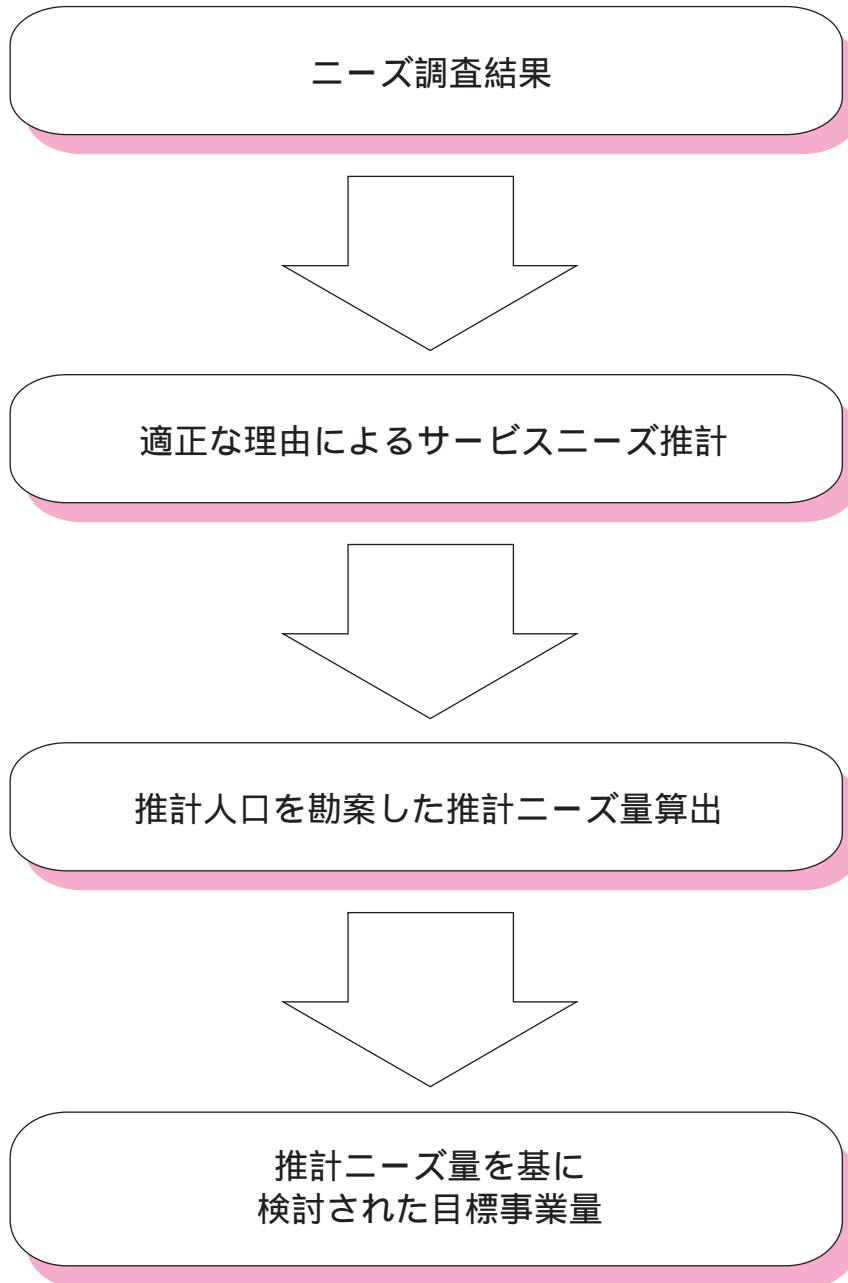 ニーズ調査結果
適正な理由によるサービスニーズ推計
推計人口を勘案した推計ニーズ量算出
推計ニーズ量を基に
検討された目標事業量